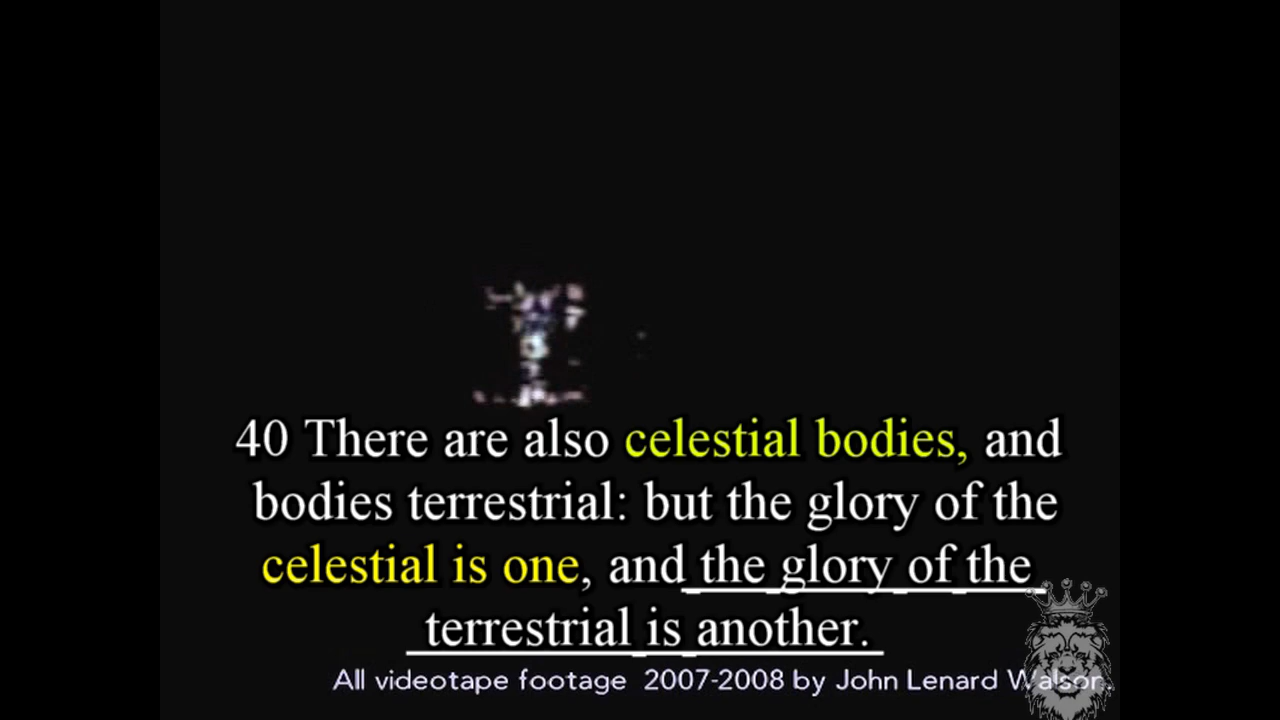 40 There are also celestial bodies, and
bodies terrestrial: but the glory of the
celestial is one, and the glory of the
terrestrial is another.
All videotape footage 2007-2008 by John Lenard Walson.